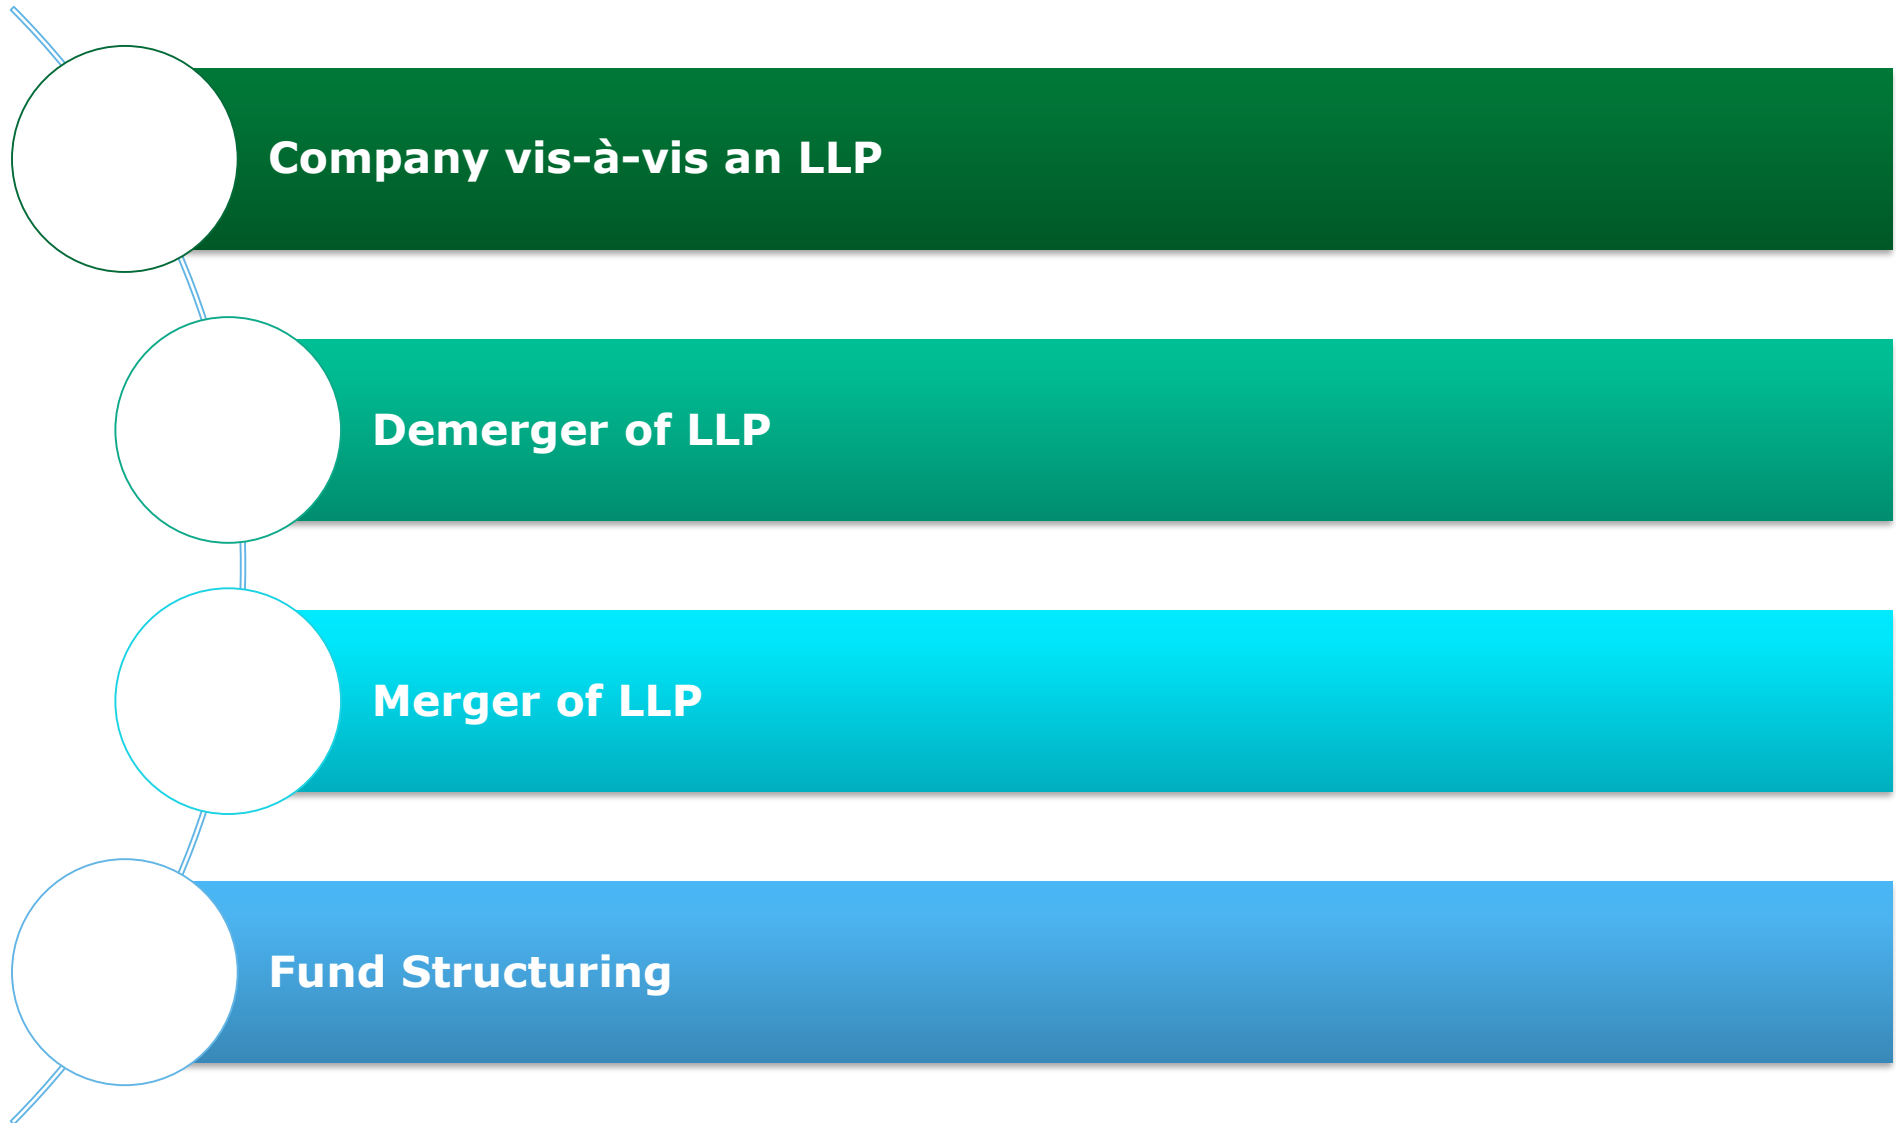 Company vis-à-vis an LLP
Demerger of LLP
Merger of LLP
Fund Structuring